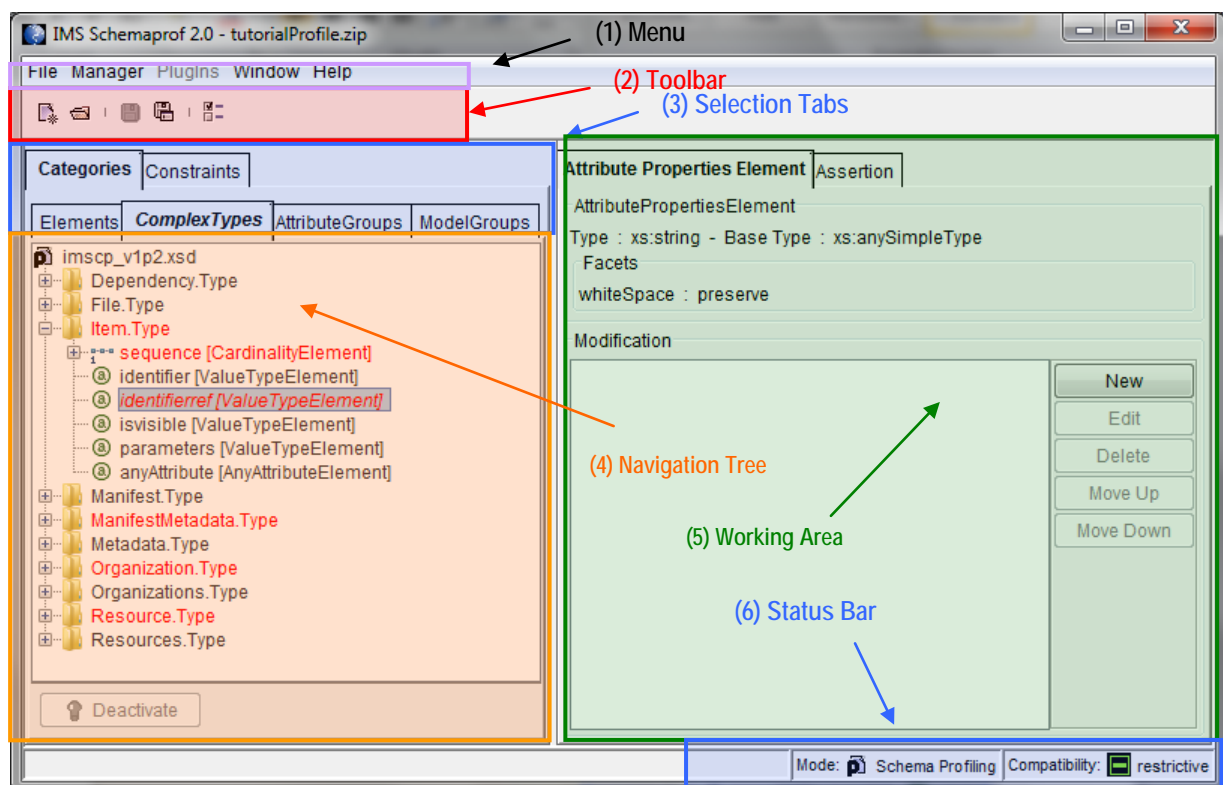 IMS Schemaprof 2.0 - tutorialProfile.zip
(1) Menu
File Manager PlugIns Window Help
(2) Toolbar
(3) Selection Tabs
Categories Constraints
Elements ComplexTypes AttributeGroups ModelGroups
imscp_v1p2.xsd
Dependency.Type
File.Type
Item.Type
1
sequence [CardinalityElement]
a identifier [ValueTypeElement]
a identifierref [ValueTypeElement]
a isvisible [ValueTypeElement]
a parameters [ValueTypeElement]
a anyAttribute [AnyAttributeElement]
Manifest.Type
ManifestMetadata.Type
Metadata.Type
Organization.Type
Organizations.Type
Resource.Type
Resources.Type
Deactivate
(4) Navigation Tree
Attribute Properties Element Assertion
AttributePropertiesElement
Type : xs:string - Base Type : xs:anySimpleType
Facets
whiteSpace : preserve
Modification
New
Edit
Delete
Move Up
Move Down
(5) Working Area
(6) Status Bar
Mode: p Schema Profiling Compatibility: restrictive